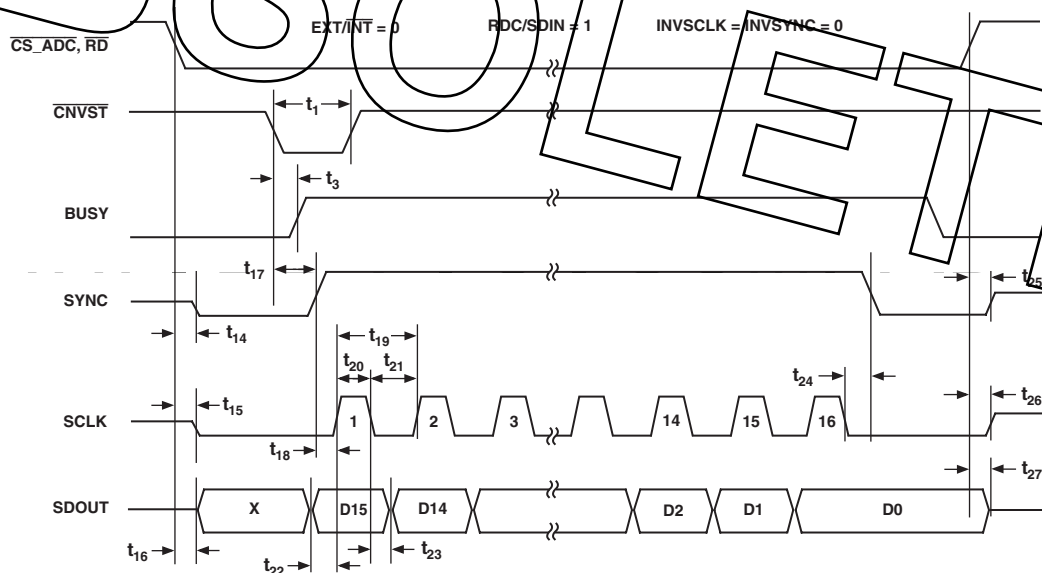 EXT/INT = 0 RDC/SDIN = 1 INVSCLK = INVSYNC = 0
CS_ADC, RD
CNVST
t1
t3
BUSY
t17
SYNC
t25
t14
t19
t20 t21
t24
t15
t26
SCLK
1 2 3 14 15 16
t18
t27
SDOUT
X D15 D14 D2 D1 D0
t16
t23
t22